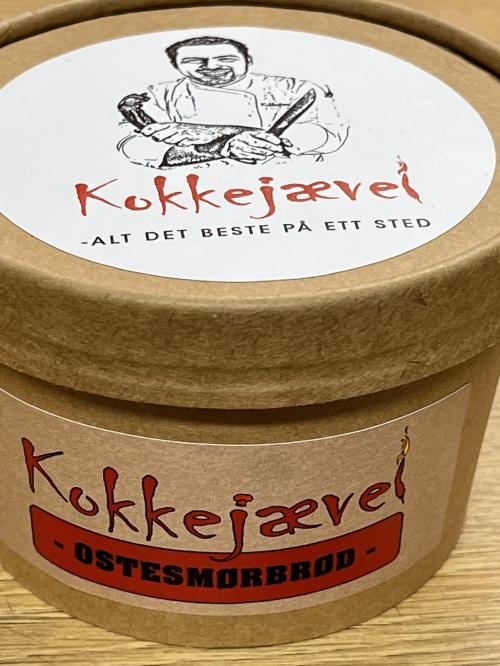 Kokkejævel
-ALT DET BESTE PÅ ETT STED
Kokkejævel
- OSTESMØRBRØD -